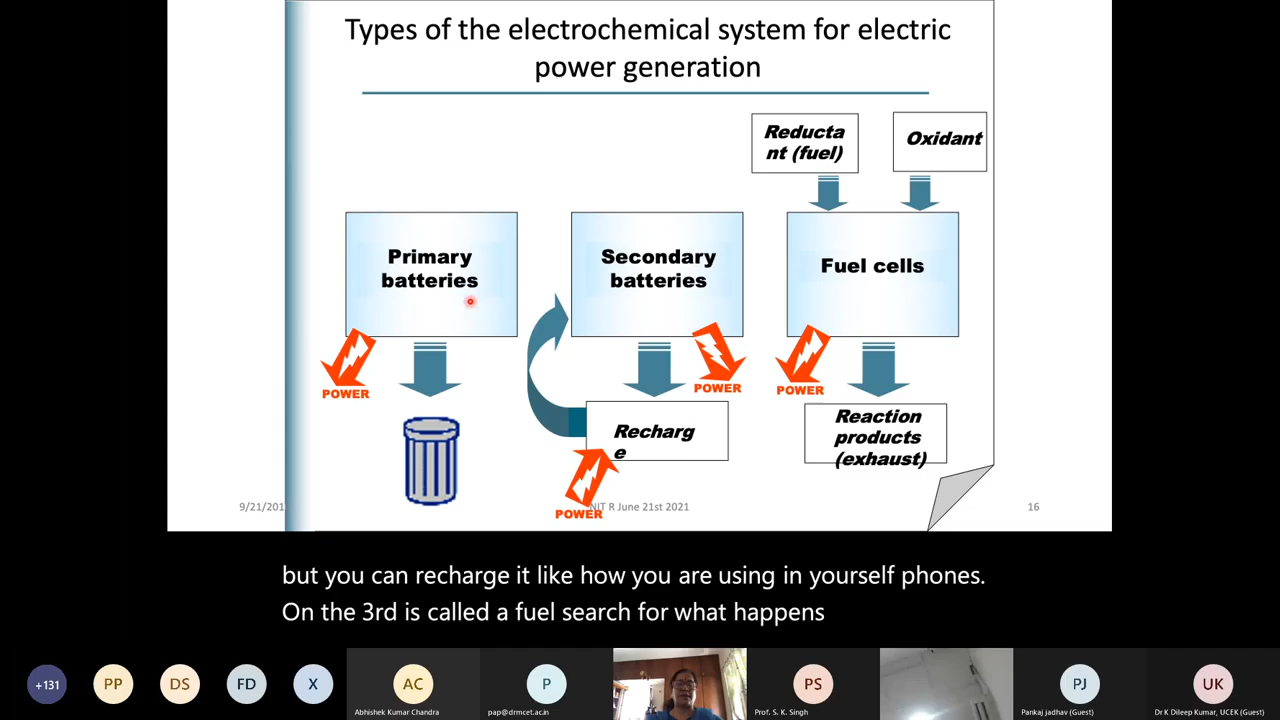 Types of the electrochemical system for electric
power generation
Reducta
nt (fuel)
Oxidant
Primary
batteries
Secondary
batteries
Fuel cells
POWER
POWER
POWER
Recharg
e
Reaction
products
(exhaust)
POWER
9/21/201
NIT R June 21st 2021
16
but you can recharge it like how you are using in yourself phones.
On the 3rd is called a fuel search for what happens
+131
PP
DS
FD
X
AC
P
PS
PJ
UK
Abhishek Kumar Chandra
pap@drmcet.ac.in
Prof. S. K. Singh
Pankaj jadhav (Guest)
Dr K Dileep Kumar, UCEK (Guest)